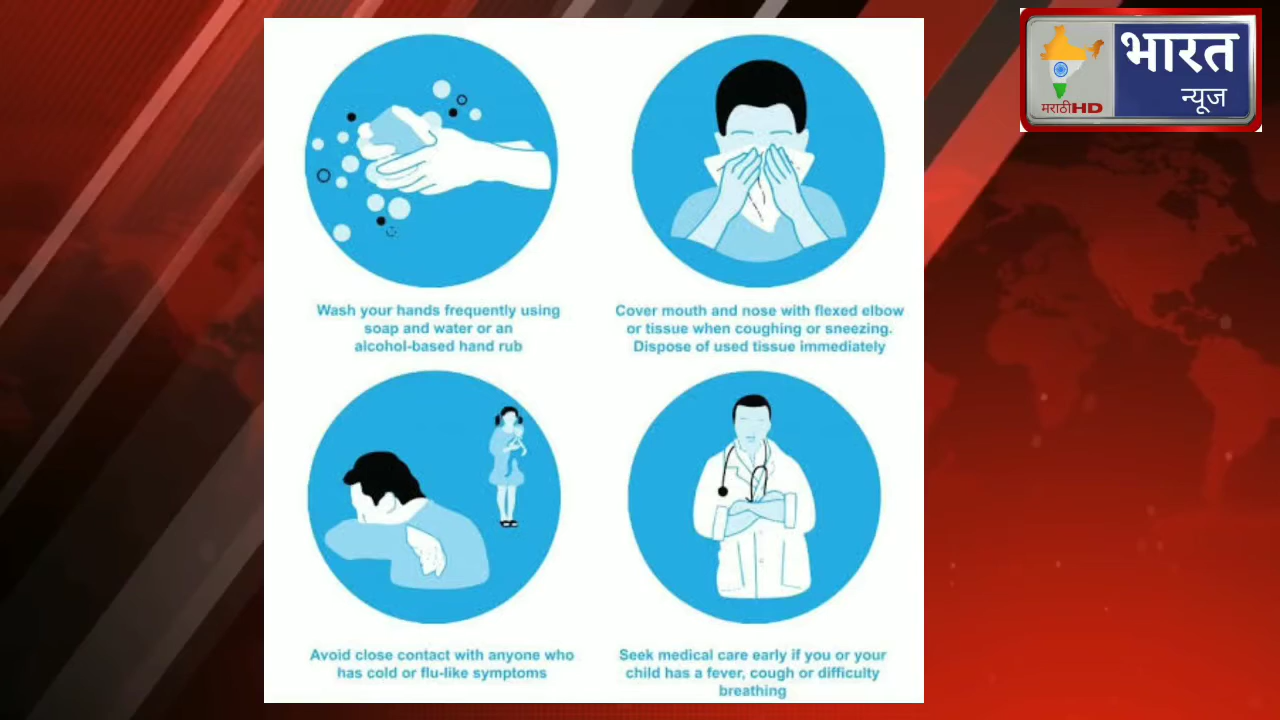 भारत
न्यूज
मराठीHD
Wash your hands frequently using
soap and water or an
alcohol-based hand rub
Cover mouth and nose with flexed elbow
or tissue when coughing or sneezing.
Dispose of used tissue immediately
Avoid close contact with anyone who
has cold or flu-like symptoms
Seek medical care early if you or your
child has a fever, cough or difficulty
breathing